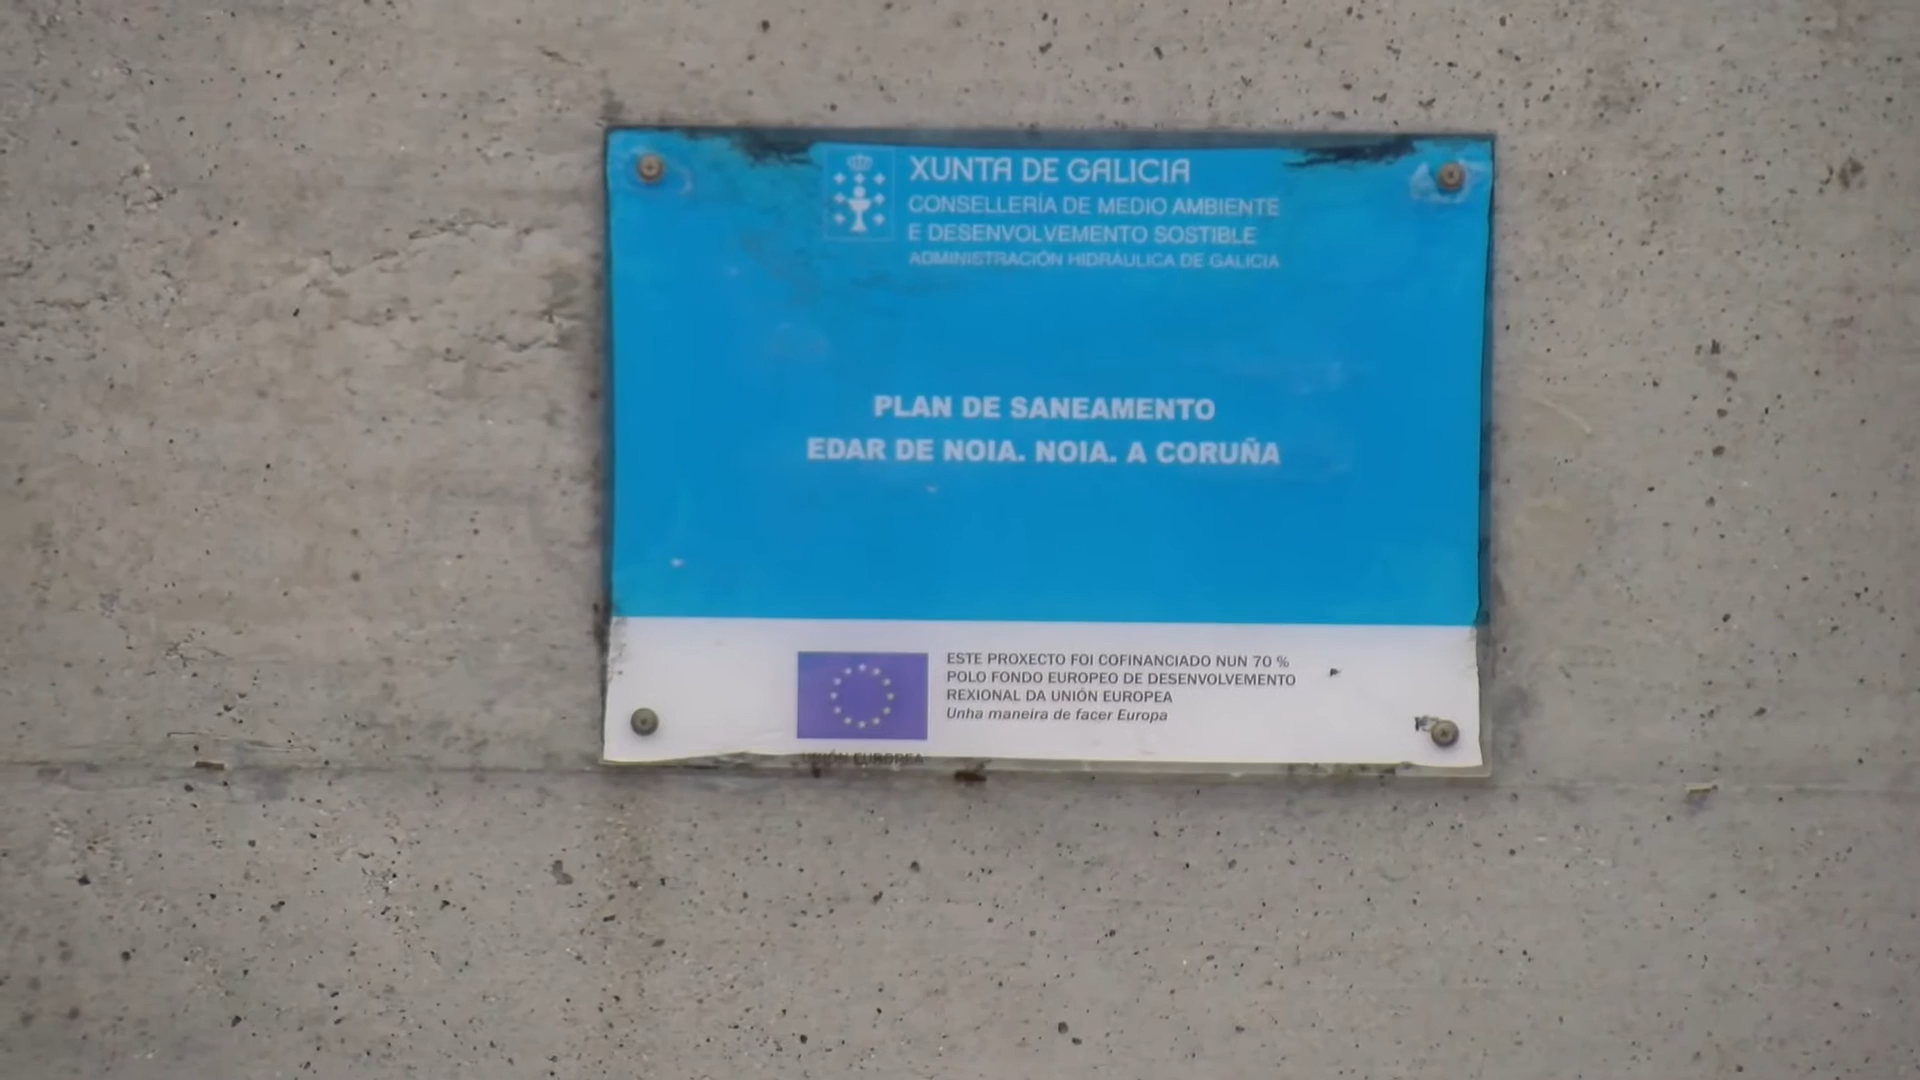 XUNTA DE GALICIA
CONSELLERÍA DE MEDIO AMBIENTE
E DESENVOLVEMENTO SOSTIBLE
ADMINISTRACIÓN HIDRÁULICA DE GALICIA
PLAN DE SANEAMENTO
EDAR DE NOIA. NOIA. A CORUÑA
ESTE PROXECTO FOI COFINANCIADO NUN 70 %
POLO FONDO EUROPEO DE DESENVOLVEMENTO
REXIONAL DA UNIÓN EUROPEA
Unha maneira de facer Europa
UNIÓN EUROPEA